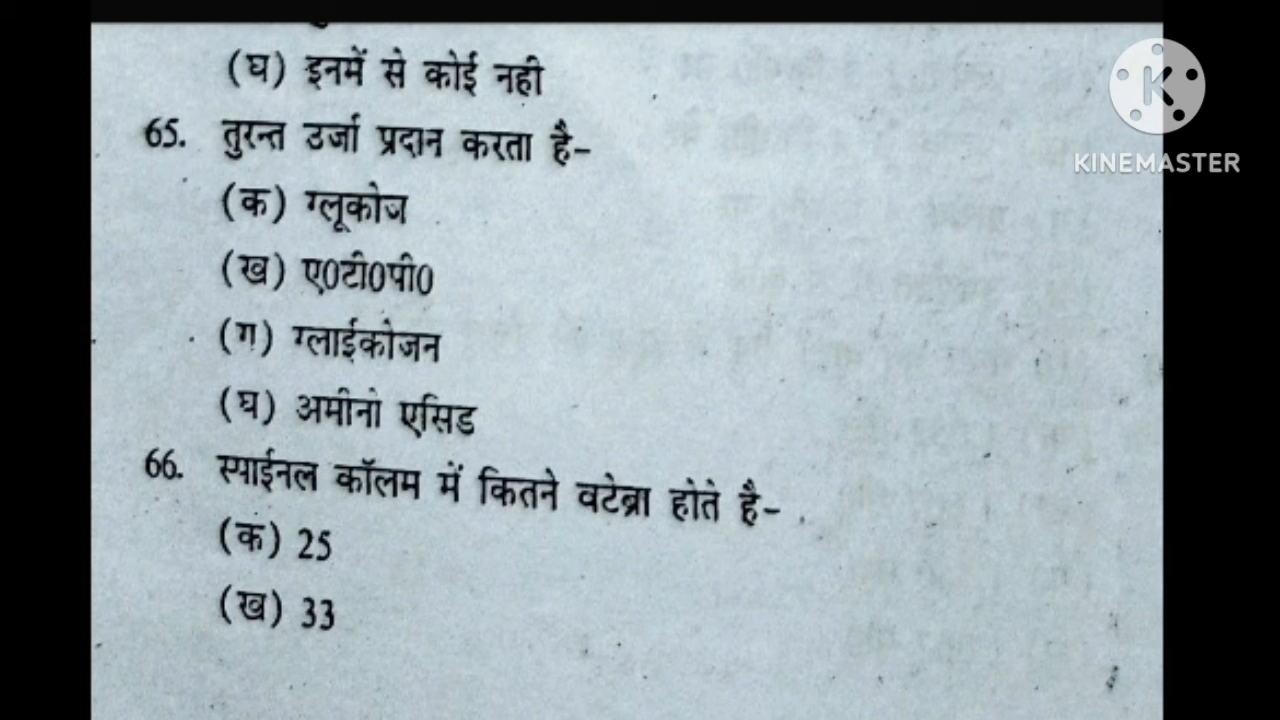 (घ) इनमें से कोई नही
65. तुरन्त उर्जा प्रदान करता है-
(क) ग्लूकोज
(ख) ए0टी0पी0
(ग) ग्लाईकोजन
(घ) अमीनो एसिड
66. स्पाईनल कॉलम में कितने वटेब्रा होते है-
(क) 25
(ख) 33
K
KINEMASTER